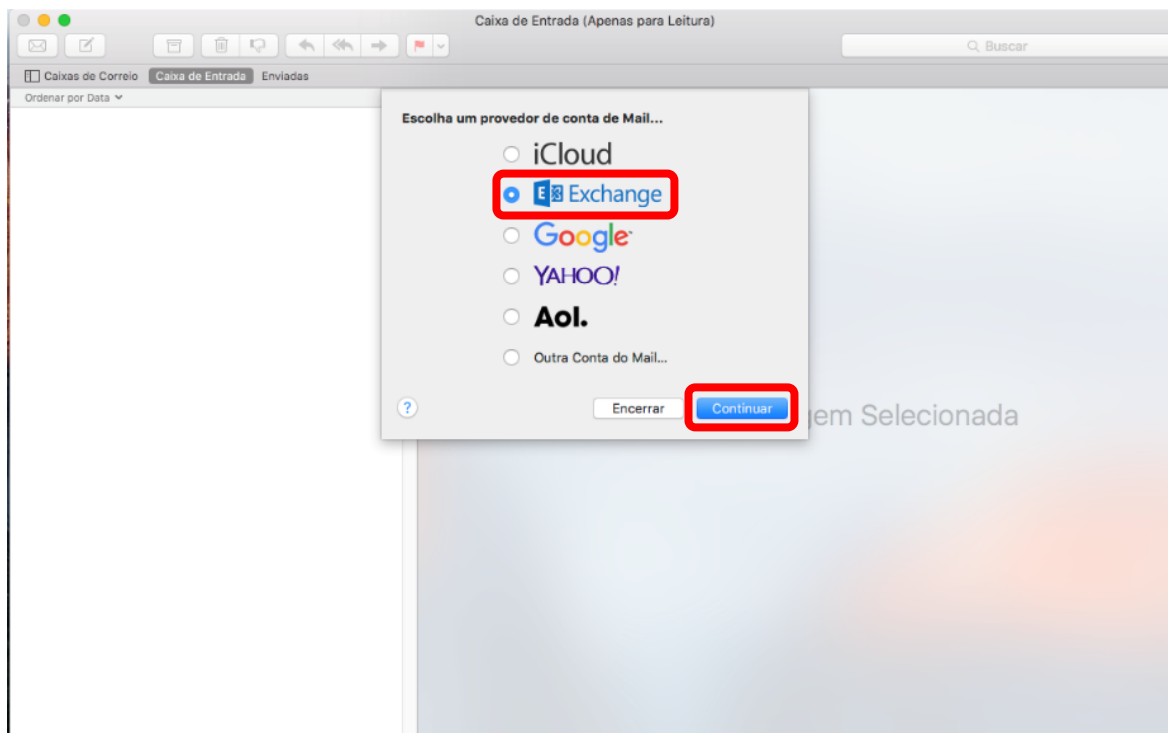 Caixa de Entrada (Apenas para Leitura)
Buscar
Caixas de Correio Caixa de Entrada Enviadas
Ordenar por Data
Escolha um provedor de conta de Mail...
iCloud
E Exchange
Google
YAHOO!
Aol.
Outra Conta do Mail...
? Encerrar Continuar
gem Selecionada